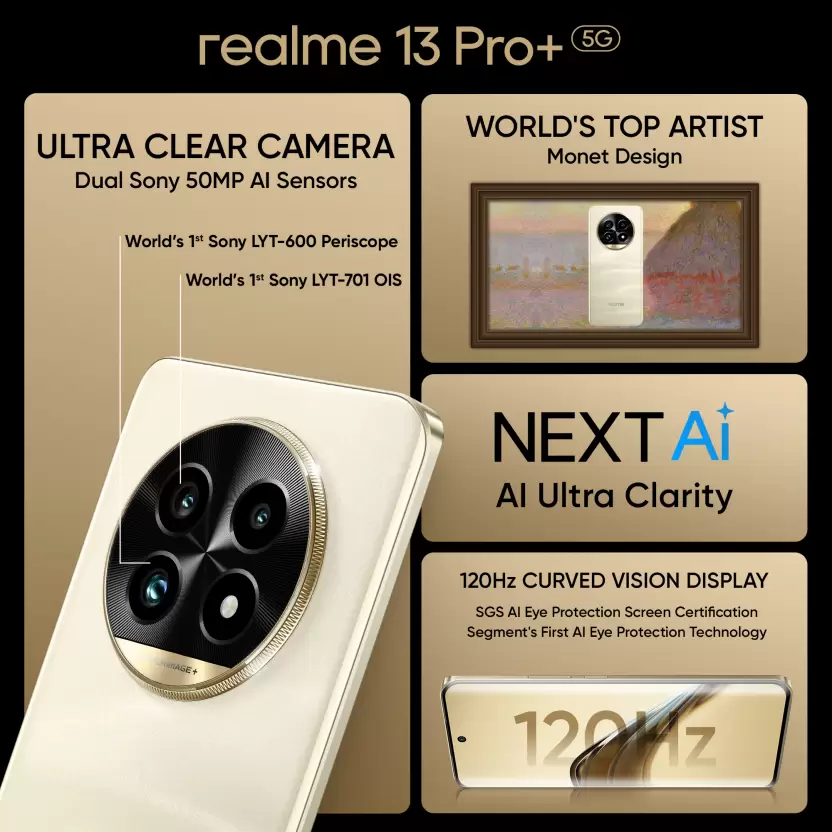 realme 13 Pro+ 5G
ULTRA CLEAR CAMERA
Dual Sony 50MP AI Sensors
World's 1st Sony LYT-600 Periscope
World's 1st Sony LYT-701 OIS
WORLD'S TOP ARTIST
Monet Design
realme
NEXT Ai
AI Ultra Clarity
120Hz CURVED VISION DISPLAY
SGS AI Eye Protection Screen Certification
Segment's First AI Eye Protection Technology
120Hz